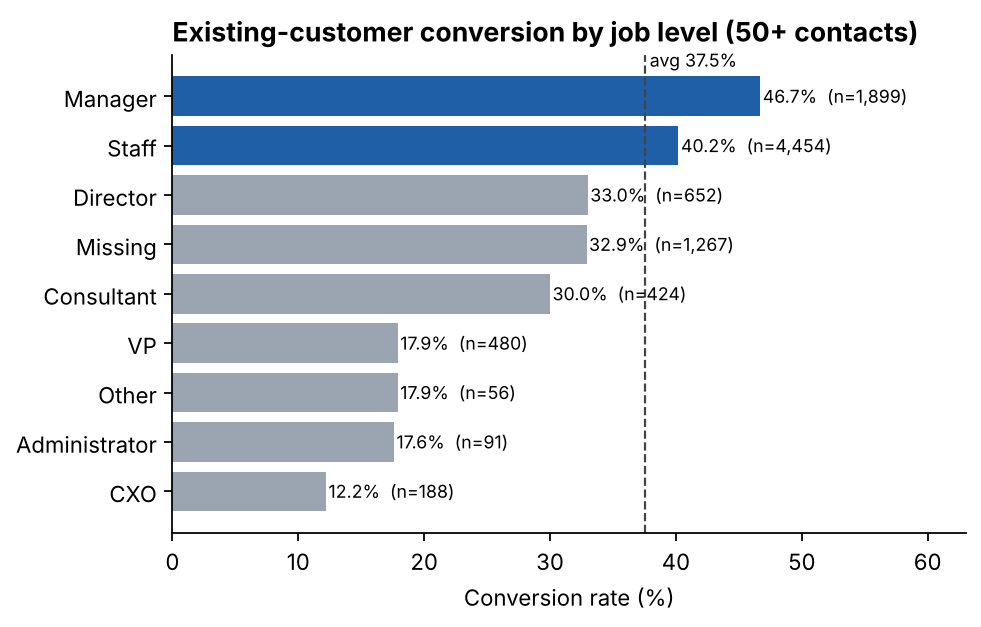 Existing-customer conversion by job level (50+ contacts)
avg 37.5%
Manager 46.7% (n=1,899)
Staff 40.2% (n=4,454)
Director 33.0% (n=652)
Missing 32.9% (n=1,267)
Consultant 30.0% (n=424)
VP 17.9% (n=480)
Other 17.9% (n=56)
Administrator 17.6% (n=91)
CXO 12.2% (n=188)
0 10 20 30 40 50 60
Conversion rate (%)